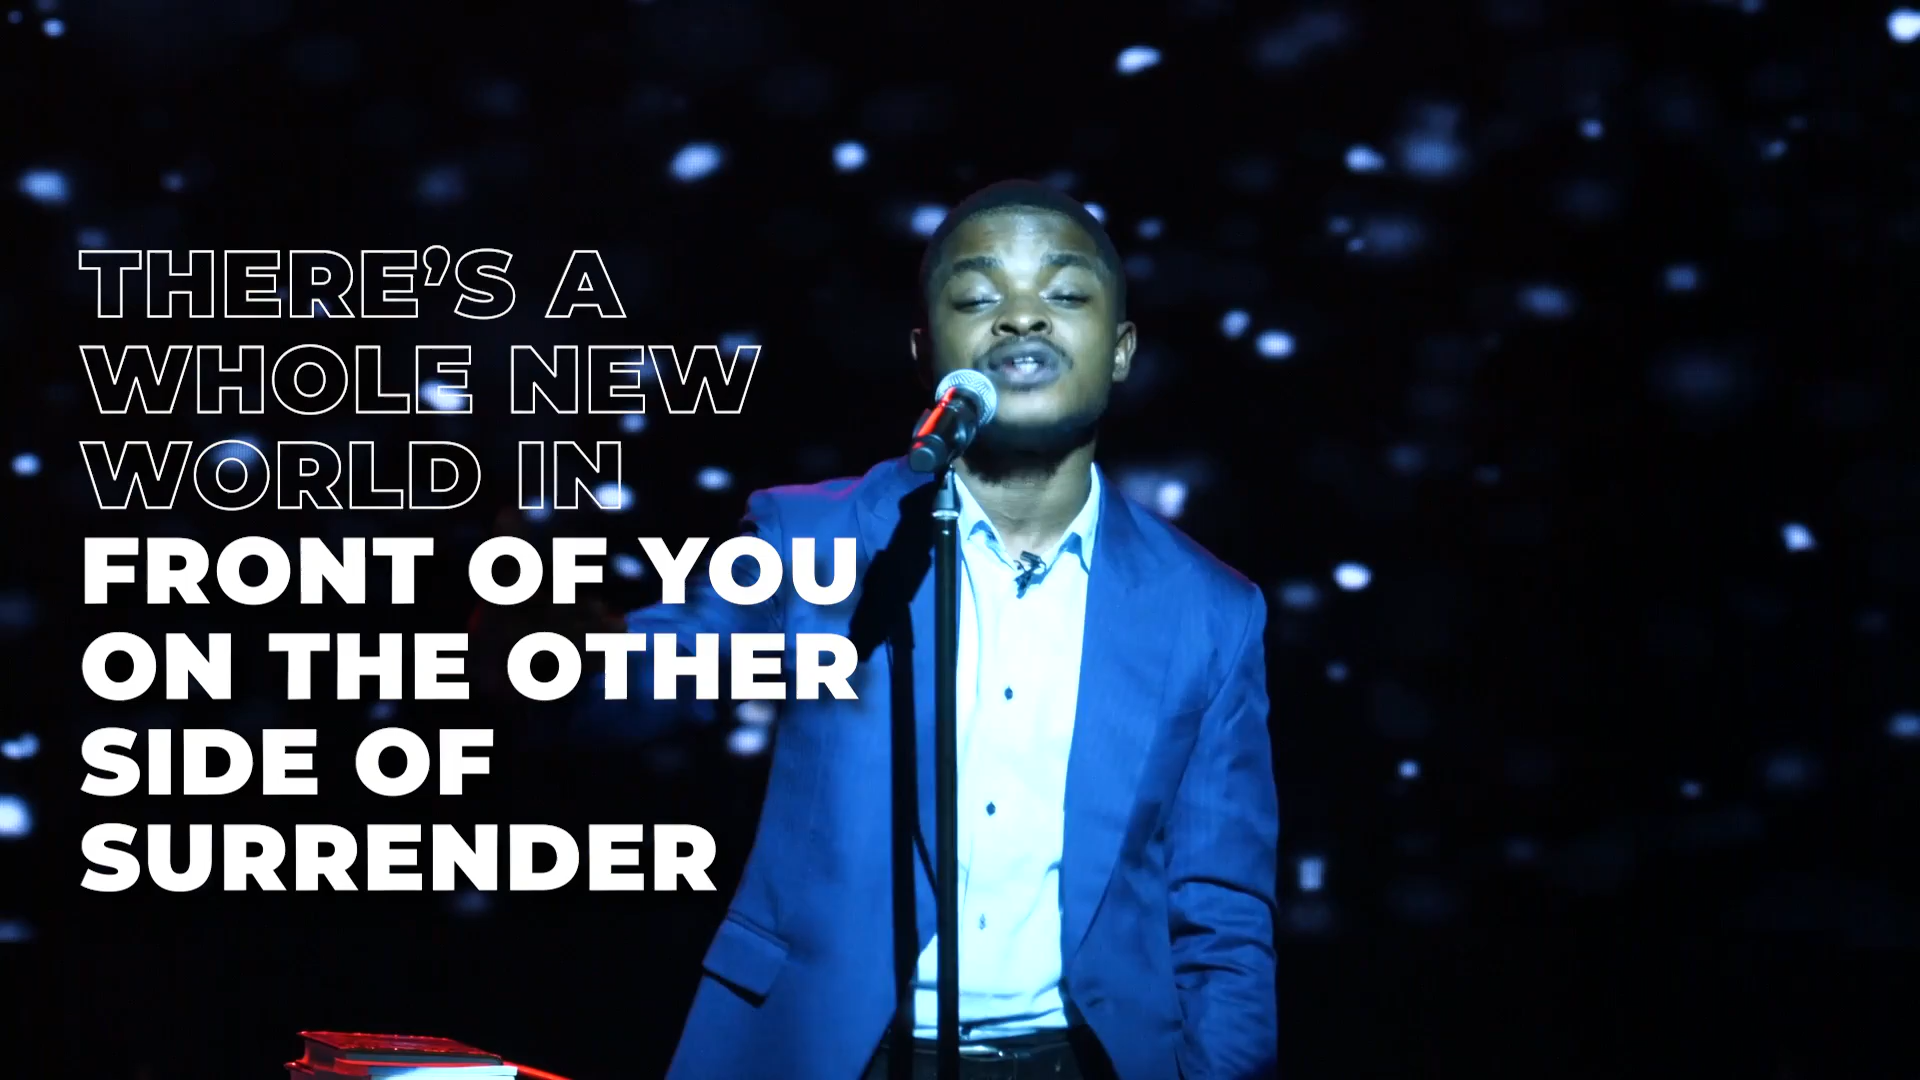 THERE’S A
WHOLE NEW
WORLD IN
FRONT OF YOU
ON THE OTHER
SIDE OF
SURRENDER